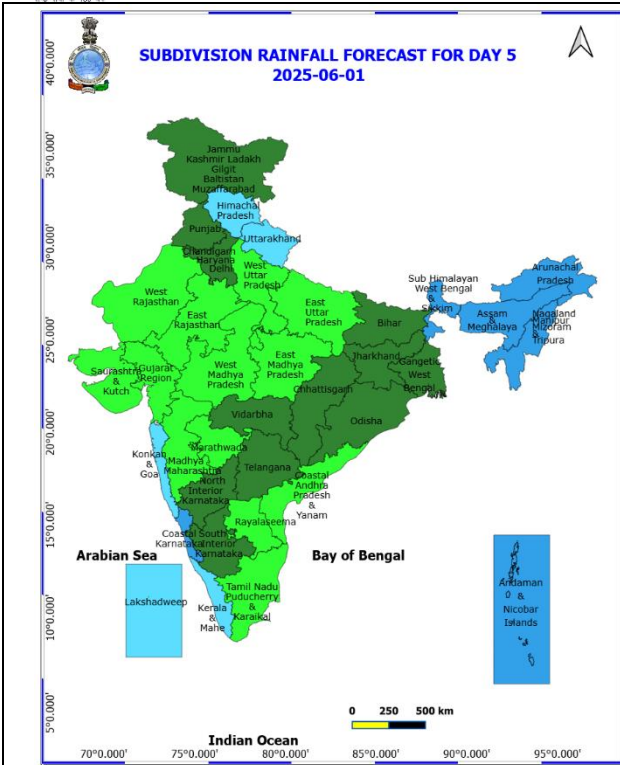 SUBDIVISION RAINFALL FORECAST FOR DAY 5
2025-06-01
40°0.000'
35°0.000'
30°0.000'
25°0.000'
20°0.000'
15°0.000'
10°0.000'
5°0.000'
Jammu
Kashmir Ladakh
Gilgit
Baltistan
Muzaffarabad
Himachal
Pradesh
Punjab
Uttarakhand
Chandigarh
Haryana
Delhi
West
Uttar
Pradesh
Arunachal
Pradesh
Sub Himalayan
West Bengal
&
Sikkim
West
Rajasthan
East
Rajasthan
East
Uttar
Pradesh
Assam
&
Meghalaya
Nagaland
Manipur
Mizoram
&
Tripura
Bihar
Saurashtra
&
Kutch
Gujarat
Region
West
Madhya
Pradesh
East
Madhya
Pradesh
Jharkhand
Gangetic
West
Bengal
Chhattisgarh
Vidarbha
Odisha
Konkan
&
Goa
Madhya
Maharashtra
Marathwada
Telangana
North
Interior
Karnataka
Coastal
Andhra
Pradesh
&
Yanam
Rayalaseema
Coastal
Karnataka
South
Interior
Karnataka
Arabian Sea
Bay of Bengal
Lakshadweep
Kerala
&
Mahe
Tamil Nadu
Puducherry
&
Karaikal
Andaman
&
Nicobar
Islands
0 250 500 km
Indian Ocean
70°0.000' 75°0.000' 80°0.000' 85°0.000' 90°0.000' 95°0.000'